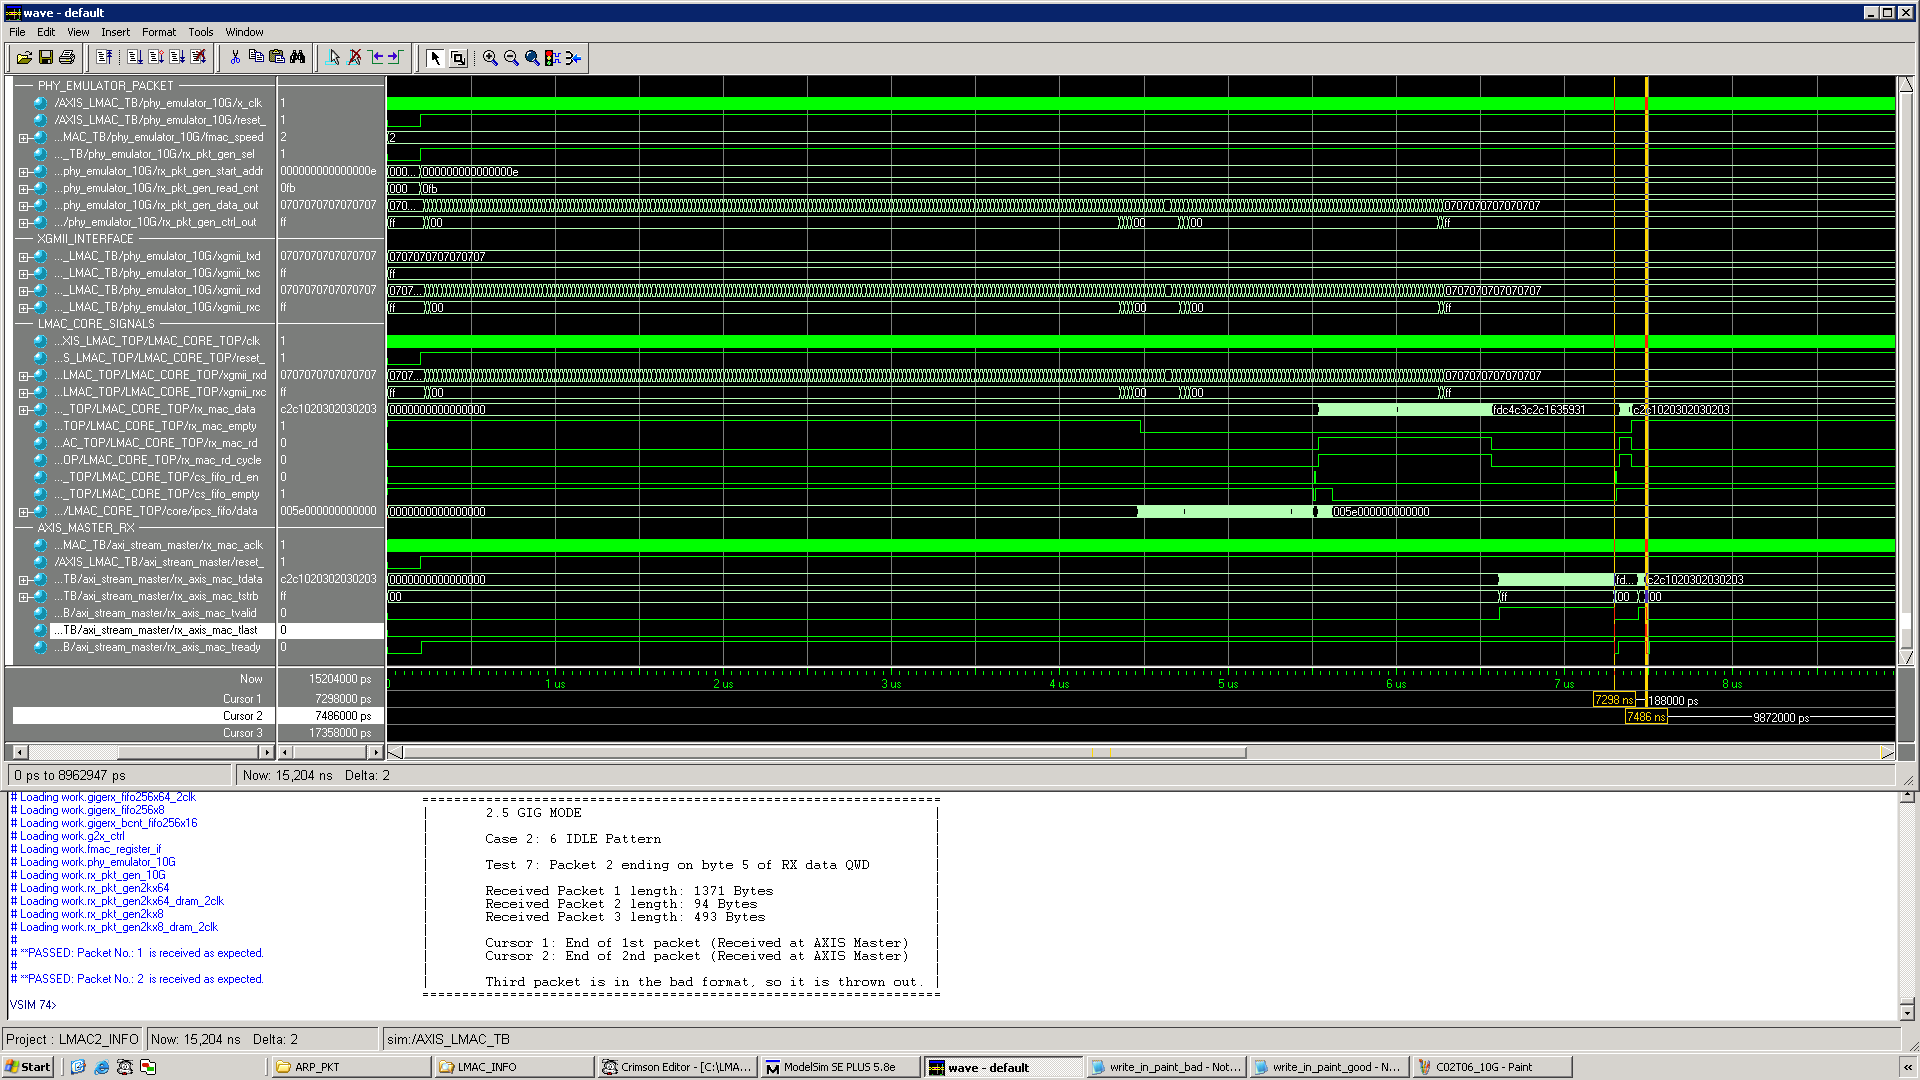 wave - default
File Edit View Insert Format Tools Window
PHY_EMULATOR_PACKET
/AXIS_LMAC_TB/phy_emulator_10G/x_clk 1
/AXIS_LMAC_TB/phy_emulator_10G/reset_ 1
...MAC_TB/phy_emulator_10G/fmac_speed 2 2
..._TB/phy_emulator_10G/rx_pkt_gen_sel 1
...phy_emulator_10G/rx_pkt_gen_start_addr 000000000000000e 000... 000000000000000e
...phy_emulator_10G/rx_pkt_gen_read_cnt 0fb 000 0fb
...phy_emulator_10G/rx_pkt_gen_data_out 0707070707070707 070... 0707070707070707
.../phy_emulator_10G/rx_pkt_gen_ctrl_out ff ff 00 00 00 ff
XGMII_INTERFACE
..._LMAC_TB/phy_emulator_10G/xgmii_txd 0707070707070707 0707070707070707
..._LMAC_TB/phy_emulator_10G/xgmii_txc ff ff
..._LMAC_TB/phy_emulator_10G/xgmii_rxd 0707070707070707 0707... 0707070707070707
..._LMAC_TB/phy_emulator_10G/xgmii_rxc ff ff 00 00 00 ff
LMAC_CORE_SIGNALS
...XIS_LMAC_TOP/LMAC_CORE_TOP/clk 1
...S_LMAC_TOP/LMAC_CORE_TOP/reset_ 1
...LMAC_TOP/LMAC_CORE_TOP/xgmii_rxd 0707070707070707 0707... 0707070707070707
...LMAC_TOP/LMAC_CORE_TOP/xgmii_rxc ff ff 00 00 00 ff
..._TOP/LMAC_CORE_TOP/rx_mac_data c2c1020302030203 0000000000000000 fdc4c3c2c1635931 c2c1020302030203
...TOP/LMAC_CORE_TOP/rx_mac_empty 1
...AC_TOP/LMAC_CORE_TOP/rx_mac_rd 0
...OP/LMAC_CORE_TOP/rx_mac_rd_cycle 0
..._TOP/LMAC_CORE_TOP/cs_fifo_rd_en 0
..._TOP/LMAC_CORE_TOP/cs_fifo_empty 1
.../LMAC_CORE_TOP/core/ipcs_fifo/data 005e000000000000 0000000000000000 005e000000000000
AXIS_MASTER_RX
...MAC_TB/axi_stream_master/rx_mac_aclk 1
/AXIS_LMAC_TB/axi_stream_master/reset_ 1
...TB/axi_stream_master/rx_axis_mac_tdata c2c1020302030203 0000000000000000 fd... c2c1020302030203
...TB/axi_stream_master/rx_axis_mac_tstrb ff 00 ff 00 00
...B/axi_stream_master/rx_axis_mac_tvalid 0
...TB/axi_stream_master/rx_axis_mac_tlast 0
...B/axi_stream_master/rx_axis_mac_tready 0
Now 15204000 ps 0 1 us 2 us 3 us 4 us 5 us 6 us 7 us 8 us
Cursor 1 7298000 ps 7298 ns 188000 ps
Cursor 2 7486000 ps 7486 ns 9872000 ps
Cursor 3 17358000 ps
0 ps to 8962947 ps Now: 15,204 ns Delta: 2
# Loading work.gigerx_fifo256x64_2clk
# Loading work.gigerx_fifo256x8
# Loading work.gigerx_bcnt_fifo256x16
# Loading work.g2x_ctrl
# Loading work.fmac_register_if
# Loading work.phy_emulator_10G
# Loading work.rx_pkt_gen_10G
# Loading work.rx_pkt_gen2kx64
# Loading work.rx_pkt_gen2kx64_dram_2clk
# Loading work.rx_pkt_gen2kx8
# Loading work.rx_pkt_gen2kx8_dram_2clk
#
# **PASSED: Packet No.: 1 is received as expected.
#
# **PASSED: Packet No.: 2 is received as expected.
VSIM 74>
2.5 GIG MODE
Case 2: 6 IDLE Pattern
Test 7: Packet 2 ending on byte 5 of RX data QWD
Received Packet 1 length: 1371 Bytes
Received Packet 2 length: 94 Bytes
Received Packet 3 length: 493 Bytes
Cursor 1: End of 1st packet (Received at AXIS Master)
Cursor 2: End of 2nd packet (Received at AXIS Master)
Third packet is in the bad format, so it is thrown out.
Project : LMAC2_INFO Now: 15,204 ns Delta: 2 sim:/AXIS_LMAC_TB
Start ARP_PKT LMAC_INFO Crimson Editor - [C:\LMA... ModelSim SE PLUS 5.8e wave - default write_in_paint_bad - Not... write_in_paint_good - N... C02T06_10G - Paint